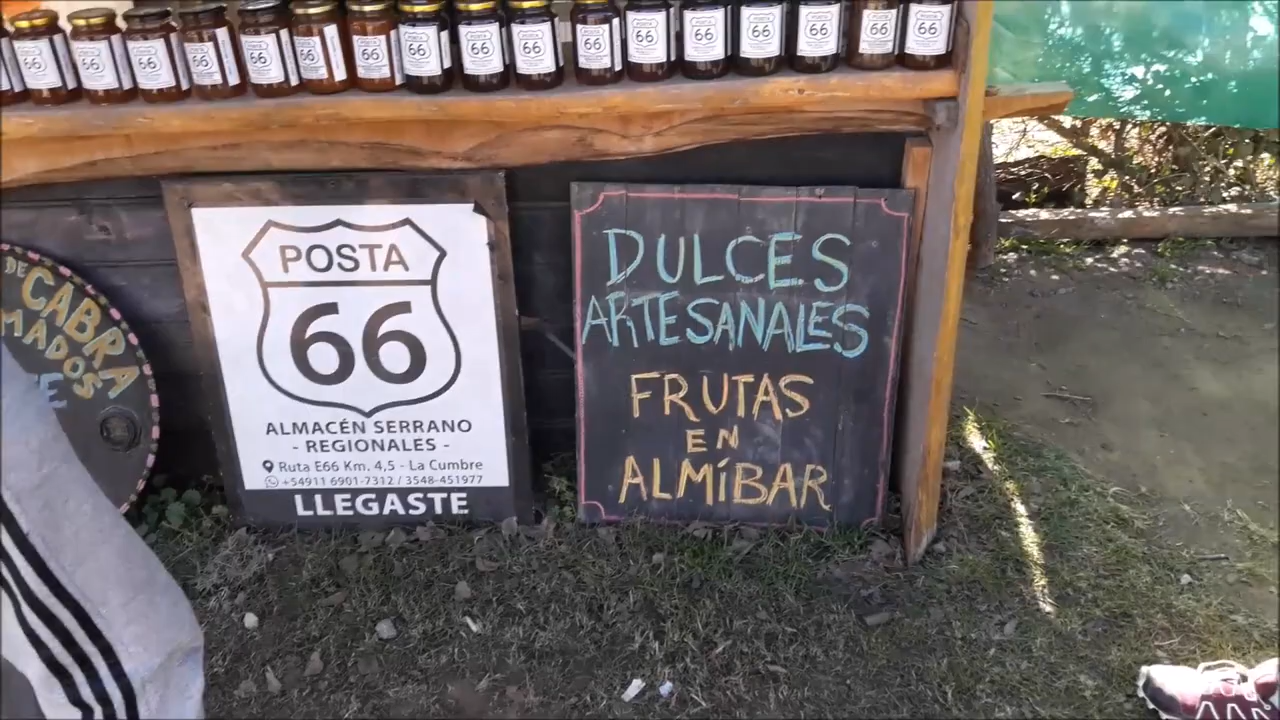 DE
CABRA
MADOS
POSTA
66
ALMACÉN SERRANO
- REGIONALES -
Ruta E66 Km. 4,5 - La Cumbre
+54911 6901-7312 / 3548-451977
LLEGASTE
DULCES
ARTESANALES
FRUTAS
EN
ALMÍBAR